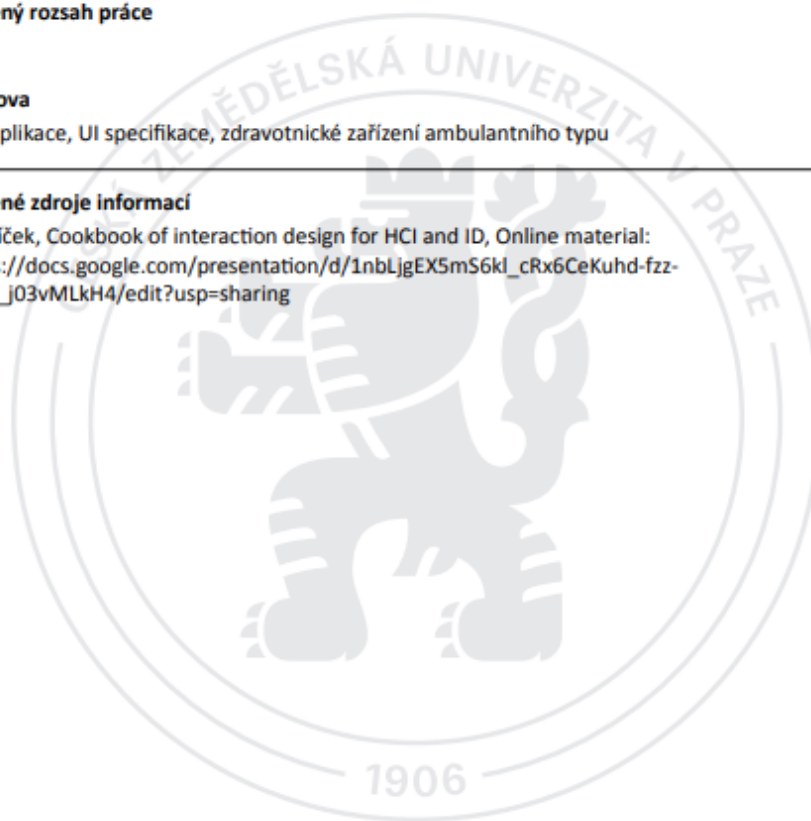 ný rozsah práce
ova
plikace, UI specifikace, zdravotnické zařízení ambulantního typu
né zdroje informací
íček, Cookbook of interaction design for HCI and ID, Online material:
://docs.google.com/presentation/d/1nbLjgEX5mS6kl_cRx6CeKuhd-fzz-
_j03vMLkH4/edit?usp=sharing
ČESKÁ ZEMĚDĚLSKÁ UNIVERZITA V PRAZE
1906